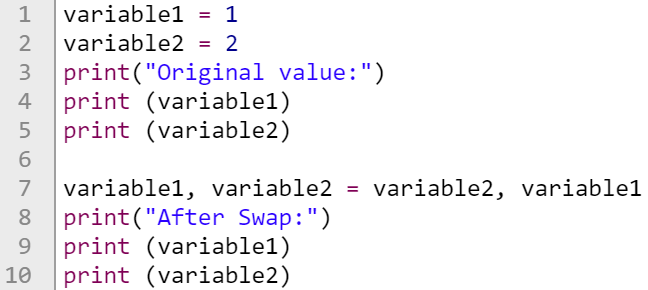 1 variable1 = 1
2 variable2 = 2
3 print("Original value:")
4 print (variable1)
5 print (variable2)
6
7 variable1, variable2 = variable2, variable1
8 print("After Swap:")
9 print (variable1)
10 print (variable2)